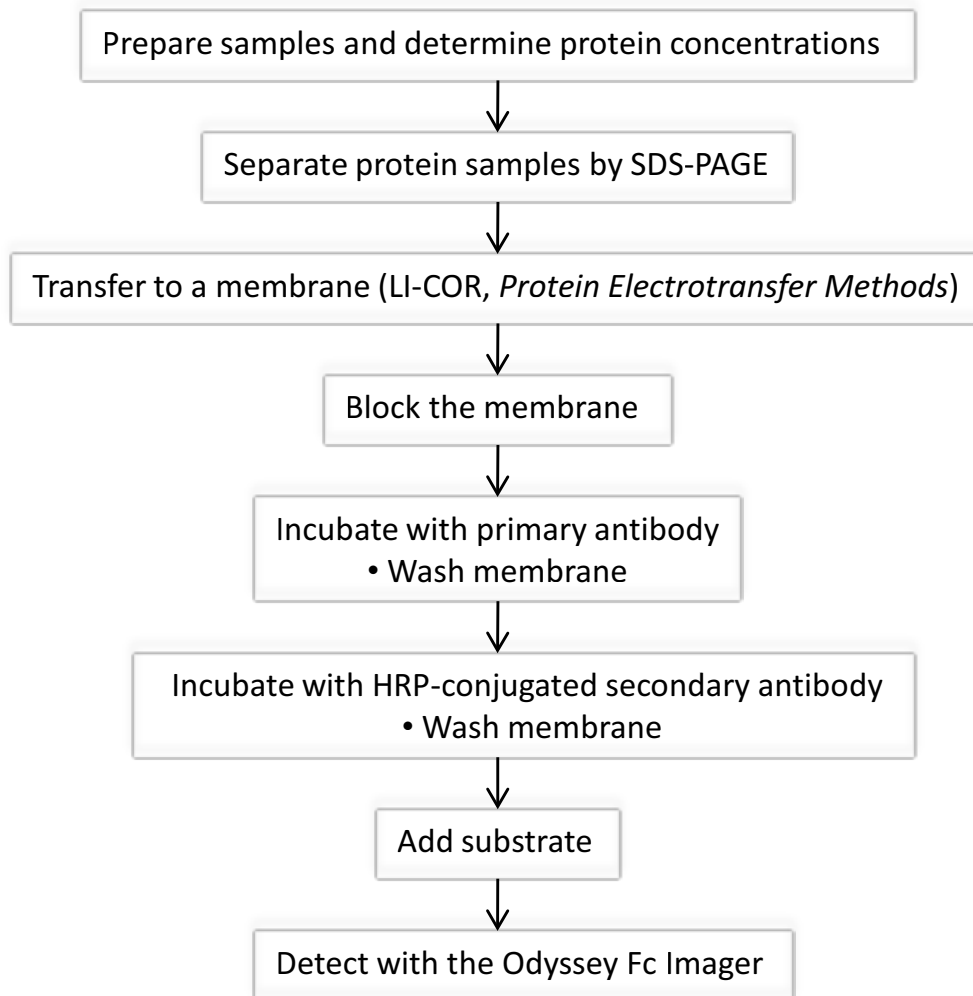 Prepare samples and determine protein concentrations
Separate protein samples by SDS-PAGE
Transfer to a membrane (LI-COR, Protein Electrotransfer Methods)
Block the membrane
Incubate with primary antibody
• Wash membrane
Incubate with HRP-conjugated secondary antibody
• Wash membrane
Add substrate
Detect with the Odyssey Fc Imager